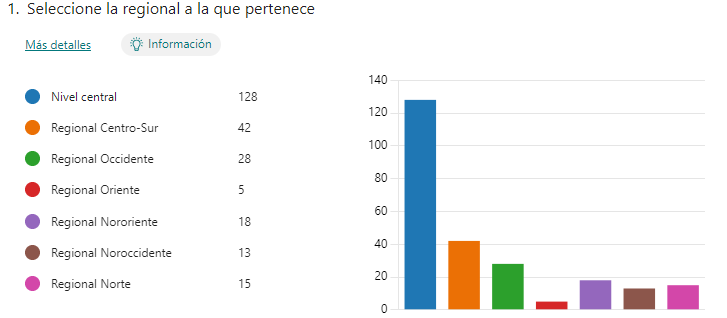 1. Seleccione la regional a la que pertenece
Más detalles
Información
Nivel central 128
Regional Centro-Sur 42
Regional Occidente 28
Regional Oriente 5
Regional Nororiente 18
Regional Noroccidente 13
Regional Norte 15
140
120
100
80
60
40
20
0